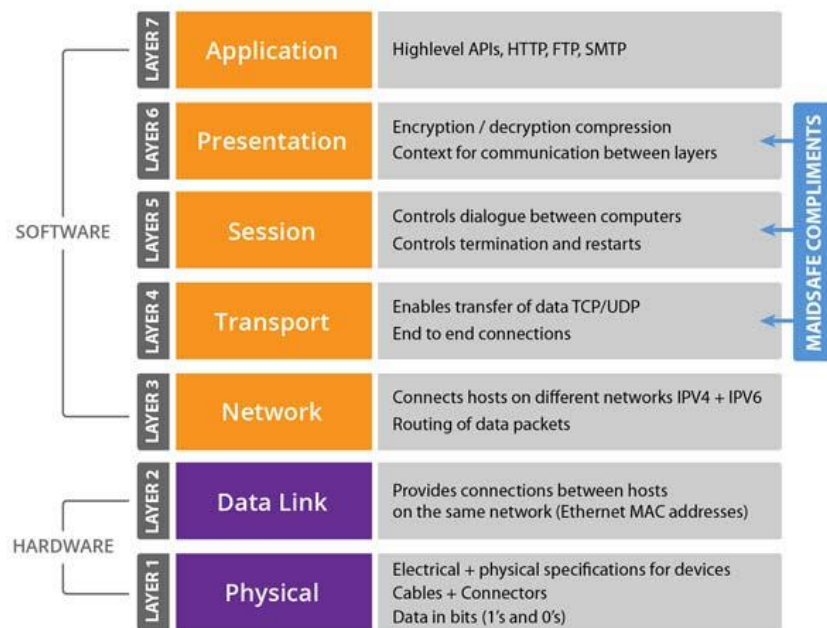 LAYER 7
Application
Highlevel APIs, HTTP, FTP, SMTP
LAYER 6
Presentation
Encryption / decryption compression
Context for communication between layers
LAYER 5
Session
Controls dialogue between computers
Controls termination and restarts
LAYER 4
Transport
Enables transfer of data TCP/UDP
End to end connections
LAYER 3
Network
Connects hosts on different networks IPV4 + IPV6
Routing of data packets
LAYER 2
Data Link
Provides connections between hosts
on the same network (Ethernet MAC addresses)
LAYER 1
Physical
Electrical + physical specifications for devices
Cables + Connectors
Data in bits (1's and 0's)
SOFTWARE
HARDWARE
MAIDSAFE COMPLIMENTS